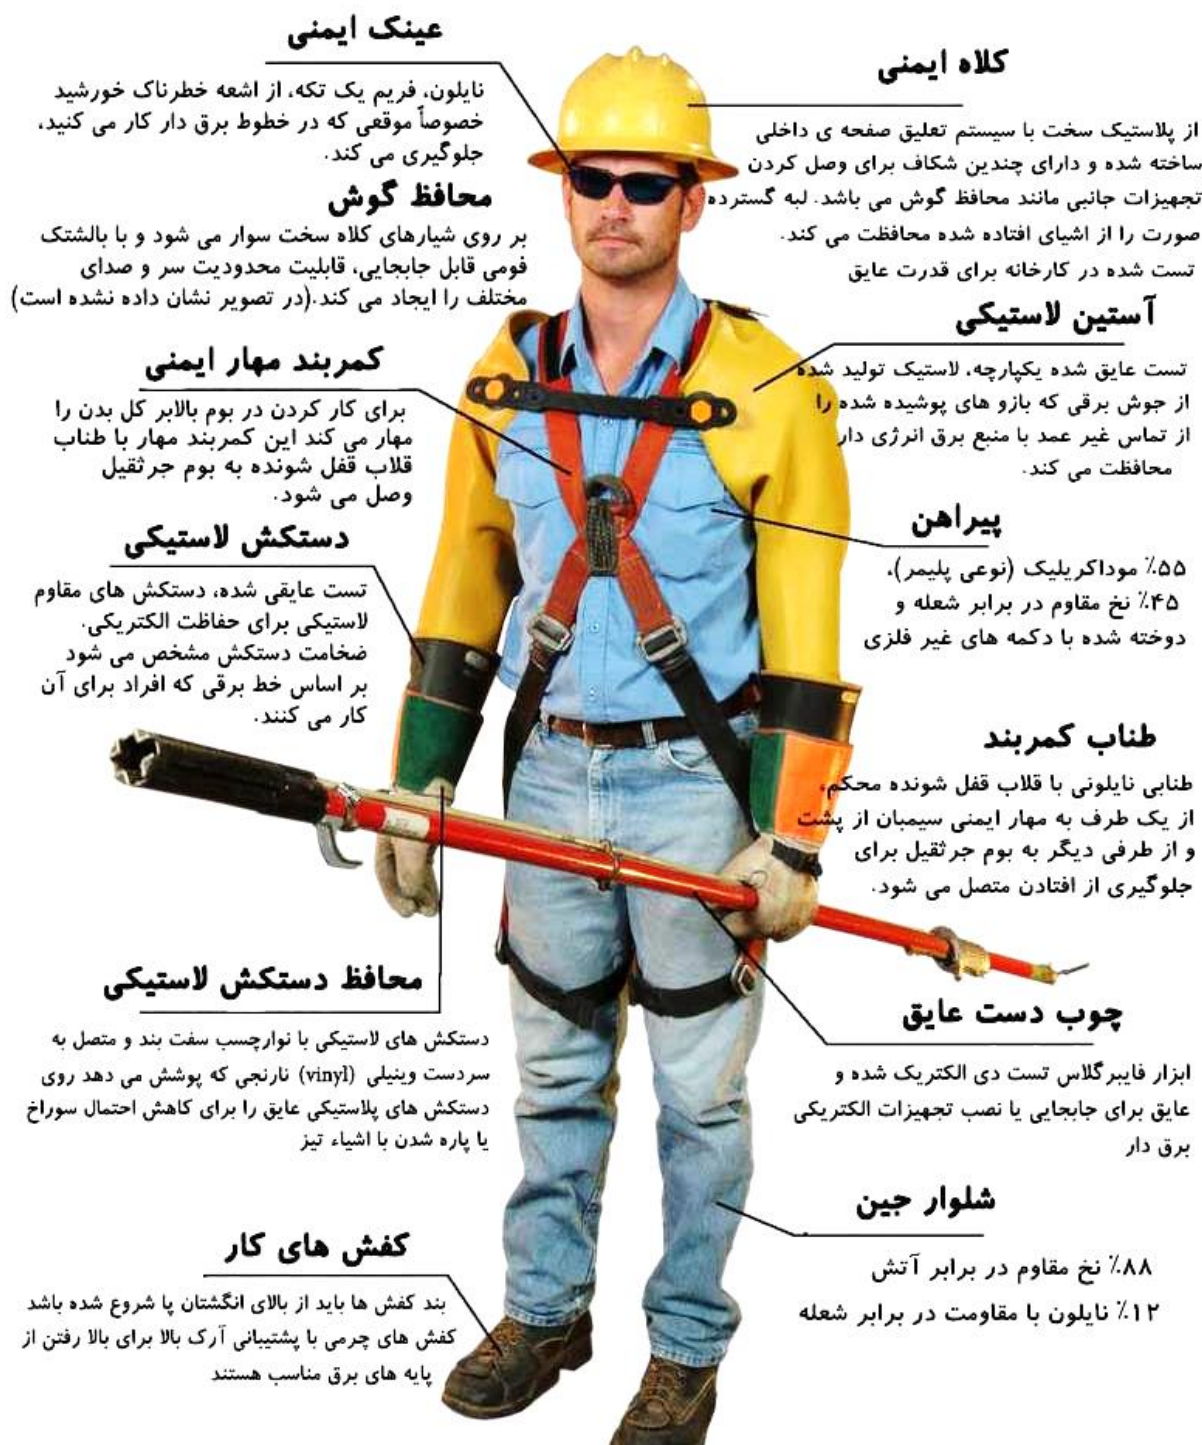 عینک ایمنی
نایلون، فریم یک تکه، از اشعه خطرناک خورشید
خصوصاً موقعی که در خطوط برق دار کار می کنید،
جلوگیری می کند.
محافظ گوش
بر روی شیارهای کلاه سخت سوار می شود و با بالشتک
فومی قابل جابجایی، قابلیت محدودیت سر و صدای
مختلف را ایجاد می کند.(در تصویر نشان داده نشده است)
کمربند مهار ایمنی
برای کار کردن در بوم بالابر کل بدن را
مهار می کند این کمربند مهار با طناب
قلاب قفل شونده به بوم جرثقیل
وصل می شود.
دستکش لاستیکی
تست عایقی شده، دستکش های مقاوم
لاستیکی برای حفاظت الکتریکی.
ضخامت دستکش مشخص می شود
بر اساس خط برقی که افراد برای آن
کار می کنند.
محافظ دستکش لاستیکی
دستکش های لاستیکی با نوارچسب سفت بند و متصل به
سردست وینیلی (vinyl) نارنجی که پوشش می دهد روی
دستکش های پلاستیکی عایق را برای کاهش احتمال سوراخ
یا پاره شدن با اشیاء تیز
کفش های کار
بند کفش ها باید از بالای انگشتان پا شروع شده باشد
کفش های چرمی با پشتیبانی آرک بالا برای بالا رفتن از
پایه های برق مناسب هستند
کلاه ایمنی
از پلاستیک سخت با سیستم تعلیق صفحه ی داخلی
ساخته شده و دارای چندین شکاف برای وصل کردن
تجهیزات جانبی مانند محافظ گوش می باشد. لبه گسترده
صورت را از اشیای افتاده شده محافظت می کند.
تست شده در کارخانه برای قدرت عایق
آستین لاستیکی
تست عایق شده یکپارچه، لاستیک تولید شده
از جوش برقی که بازو های پوشیده شده را
از تماس غیر عمد با منبع برق انرژی دار
محافظت می کند.
پیراهن
۵۵٪ موداکریلیک (نوعی پلیمر)،
۴۵٪ نخ مقاوم در برابر شعله و
دوخته شده با دکمه های غیر فلزی
طناب کمربند
طنابی نایلونی با قلاب قفل شونده محکم،
از یک طرف به مهار ایمنی سیمبان از پشت
و از طرفی دیگر به بوم جرثقیل برای
جلوگیری از افتادن متصل می شود.
چوب دست عایق
ابزار فایبرگلاس تست دی الکتریک شده و
عایق برای جابجایی یا نصب تجهیزات الکتریکی
برق دار
شلوار جین
۸۸٪ نخ مقاوم در برابر آتش
۱۲٪ نایلون با مقاومت در برابر شعله